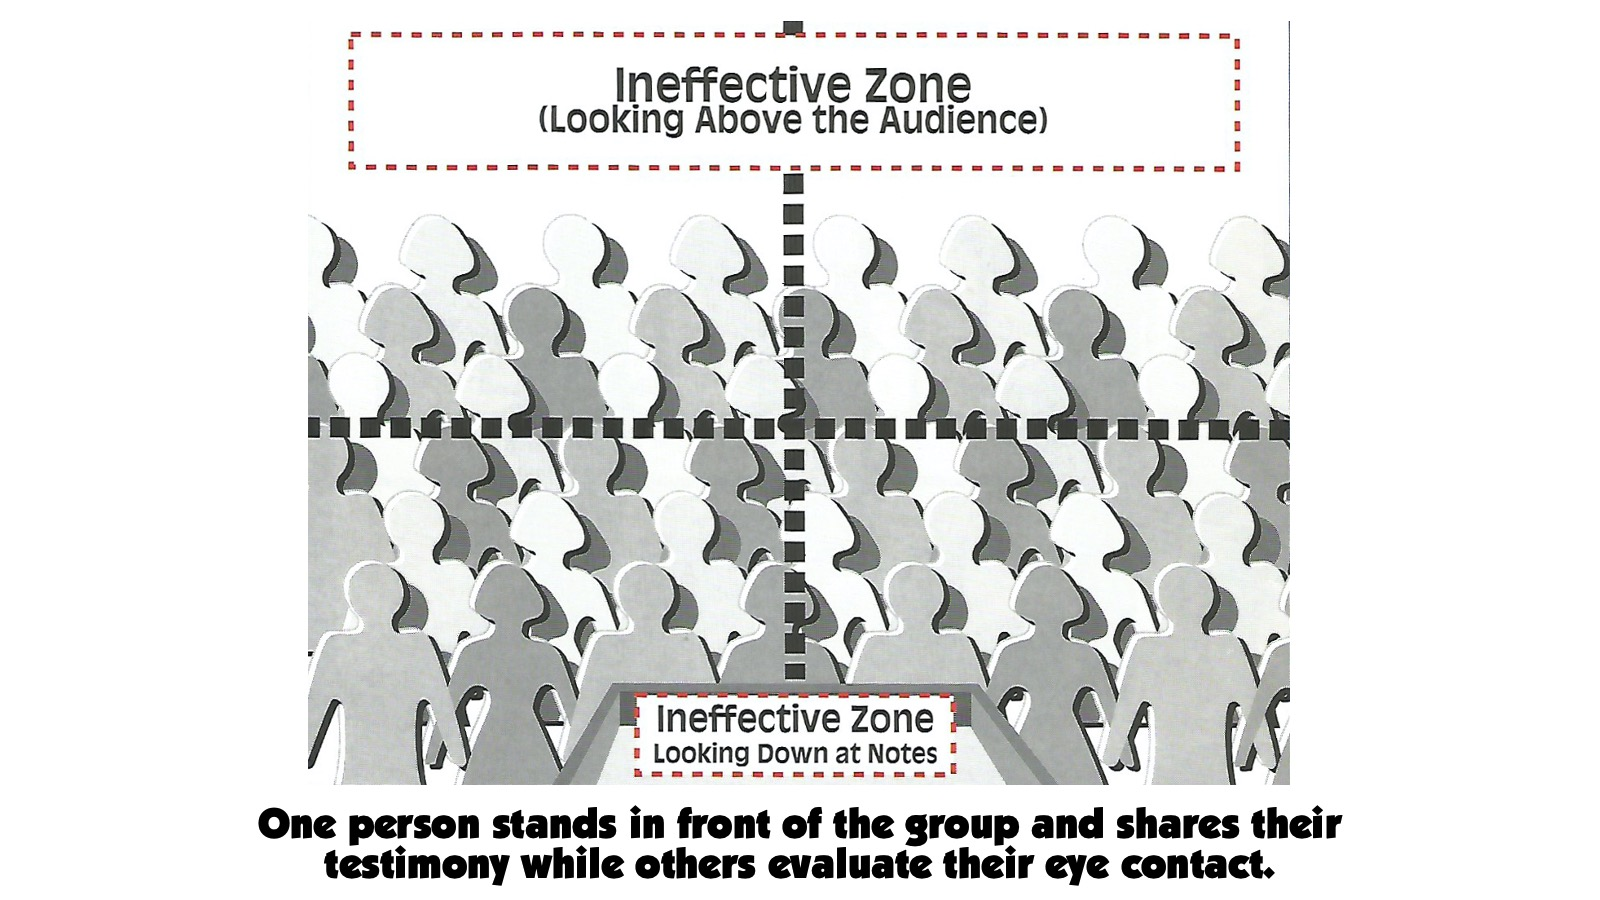 Ineffective Zone
(Looking Above the Audience)
Ineffective Zone
Looking Down at Notes
One person stands in front of the group and shares their
testimony while others evaluate their eye contact.